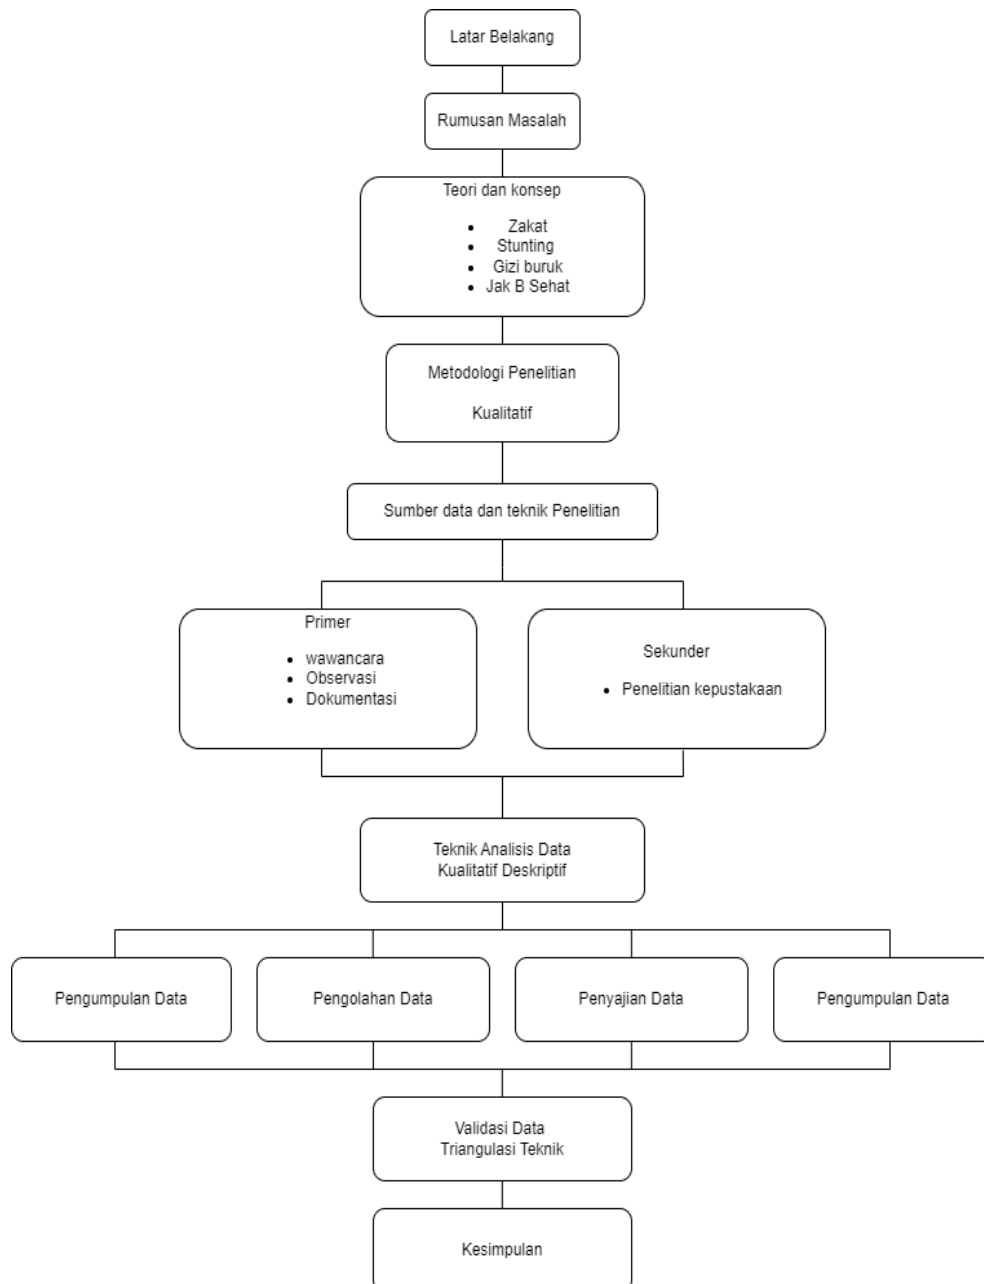 Latar Belakang
Rumusan Masalah
Teori dan konsep
• Zakat
• Stunting
• Gizi buruk
• Jak B Sehat
Metodologi Penelitian
Kualitatif
Sumber data dan teknik Penelitian
Primer
• wawancara
• Observasi
• Dokumentasi
Sekunder
• Penelitian kepustakaan
Teknik Analisis Data
Kualitatif Deskriptif
Pengumpulan Data
Pengolahan Data
Penyajian Data
Pengumpulan Data
Validasi Data
Triangulasi Teknik
Kesimpulan